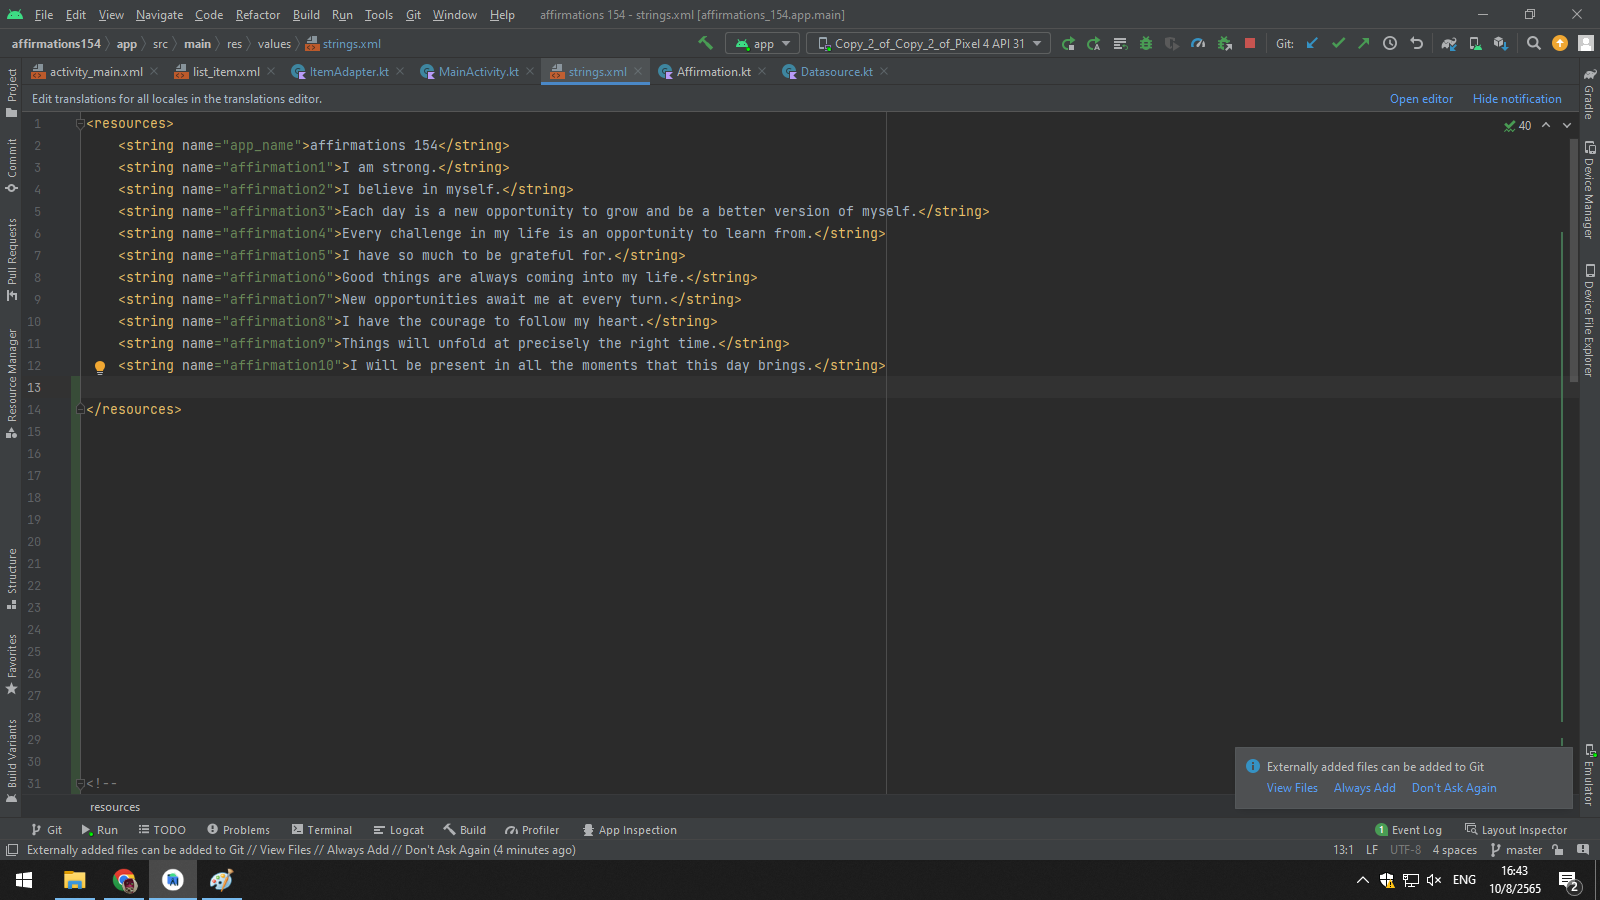 File Edit View Navigate Code Refactor Build Run Tools Git Window Help affirmations 154 - strings.xml [affirmations_154.app.main]
affirmations154 app src main res values strings.xml app Copy_2_of_Copy_2_of_Pixel 4 API 31 Git:
activity_main.xml list_item.xml ItemAdapter.kt MainActivity.kt strings.xml Affirmation.kt Datasource.kt
Edit translations for all locales in the translations editor. Open editor Hide notification
40
1 <resources>
2 <string name="app_name">affirmations 154</string>
3 <string name="affirmation1">I am strong.</string>
4 <string name="affirmation2">I believe in myself.</string>
5 <string name="affirmation3">Each day is a new opportunity to grow and be a better version of myself.</string>
6 <string name="affirmation4">Every challenge in my life is an opportunity to learn from.</string>
7 <string name="affirmation5">I have so much to be grateful for.</string>
8 <string name="affirmation6">Good things are always coming into my life.</string>
9 <string name="affirmation7">New opportunities await me at every turn.</string>
10 <string name="affirmation8">I have the courage to follow my heart.</string>
11 <string name="affirmation9">Things will unfold at precisely the right time.</string>
12 <string name="affirmation10">I will be present in all the moments that this day brings.</string>
13
14 </resources>
15
16
17
18
19
20
21
22
23
24
25
26
27
28
29
30
31 <!--
Project
Commit
Pull Requests
Resource Manager
Structure
Favorites
Build Variants
Gradle
Device Manager
Device File Explorer
Emulator
Externally added files can be added to Git
View Files Always Add Don't Ask Again
resources
Git Run TODO Problems Terminal Logcat Build Profiler App Inspection 1 Event Log Layout Inspector
Externally added files can be added to Git // View Files // Always Add // Don't Ask Again (4 minutes ago) 13:1 LF UTF-8 4 spaces master
ENG 16:43
10/8/2565 2